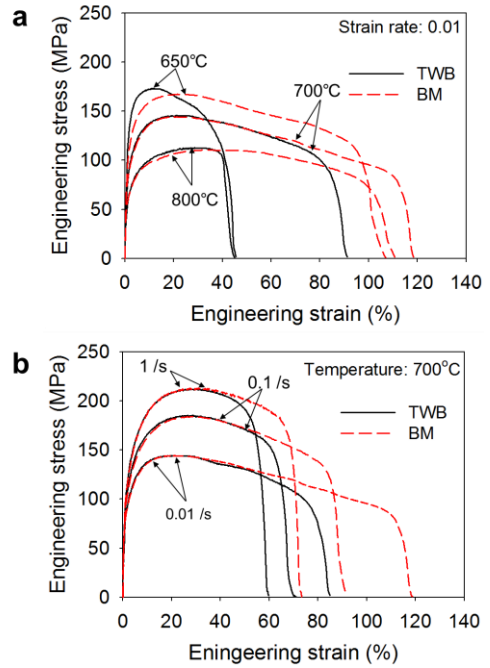 a
Strain rate: 0.01
Engineering stress (MPa)
250
200
150
100
50
0
650℃
700℃
800℃
TWB
BM
0 20 40 60 80 100 120 140
Engineering strain (%)
b
Temperature: 700°C
Engineering stress (MPa)
250
200
150
100
50
0
1 /s
0.1 /s
0.01 /s
TWB
BM
0 20 40 60 80 100 120 140
Eningeering strain (%)